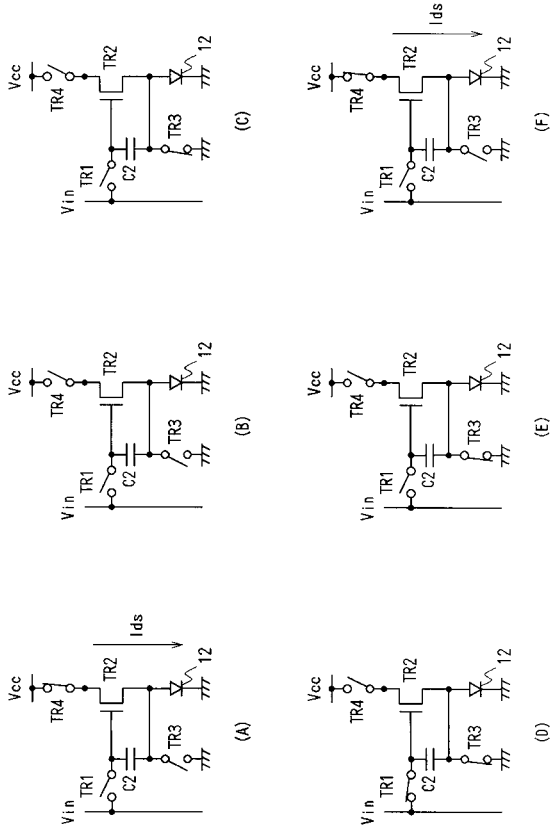 Vcc
TR4
TR2
Ids
Vin
TR1
C2
TR3
12
(A)
Vcc
TR4
TR2
Vin
TR1
C2
TR3
12
(B)
Vcc
TR4
TR2
Vin
TR1
C2
TR3
12
(C)
Vcc
TR4
TR2
Vin
TR1
C2
TR3
12
(D)
Vcc
TR4
TR2
Vin
TR1
C2
TR3
12
(E)
Vcc
TR4
TR2
Ids
Vin
TR1
C2
TR3
12
(F)